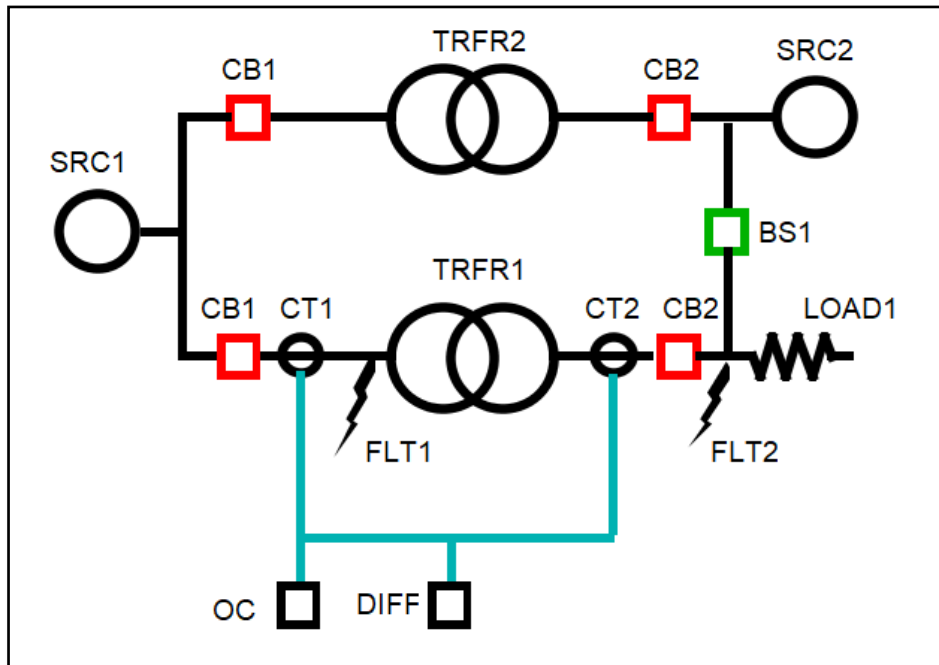 TRFR2
SRC2
CB1
CB2
SRC1
BS1
TRFR1
CB1
CT1
CT2
CB2
LOAD1
FLT1
FLT2
OC
DIFF